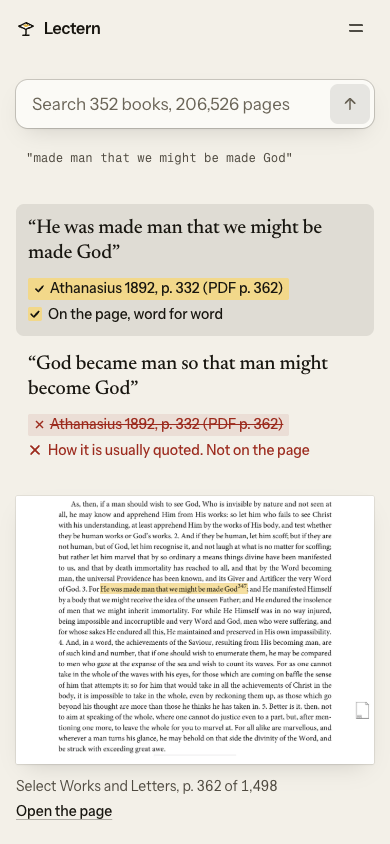 Lectern
Search 352 books, 206,526 pages
"made man that we might be made God"
“He was made man that we might be
made God”
Athanasius 1892, p. 332 (PDF p. 362)
On the page, word for word
“God became man so that man might
become God”
Athanasius 1892, p. 332 (PDF p. 362)
How it is usually quoted. Not on the page
As, then, if a man should wish to see God, Who is invisible by nature and not seen at
all, he may know and apprehend Him from His works: so let him who fails to see Christ
with his understanding, at least apprehend Him by the works of His body, and test whether
they be human works or God's works. 2. And if they be human, let him scoff; but if they are
not human, but of God, let him recognise it, and not laugh at what is no matter for scoffing;
but rather let him marvel that by so ordinary a means things divine have been manifested
to us, and that by death immortality has reached to all, and that by the Word becoming
man, the universal Providence has been known, and its Giver and Artificer the very Word
of God. 3. For He was made man that we might be made God247; and He manifested Himself
by a body that we might receive the idea of the unseen Father; and He endured the insolence
of men that we might inherit immortality. For while He Himself was in no way injured,
being impossible and incorruptible and very Word and God, men who were suffering, and
for whose sakes He endured all this, He maintained and preserved in His own impassibility.
4. And, in a word, the achievements of the Saviour, resulting from His becoming man, are
of such kind and number, that if one should wish to enumerate them, he may be compared
to men who gaze at the expanse of the sea and wish to count its waves. For as one cannot
take in the whole of the waves with his eyes, for those which are coming on baffle the sense
of him that attempts it; so for him that would take in all the achievements of Christ in the
body, it is impossible to take in the whole, even by reckoning them up, as those which go
beyond his thought are more than those he thinks he has taken in. 5. Better is it, then, not
to aim at speaking of the whole, where one cannot do justice even to a part, but, after men-
tioning one more, to leave the whole for you to marvel at. For all alike are marvellous, and
wherever a man turns his glance, he may behold on that side the divinity of the Word, and
be struck with exceeding great awe.
Select Works and Letters, p. 362 of 1,498
Open the page